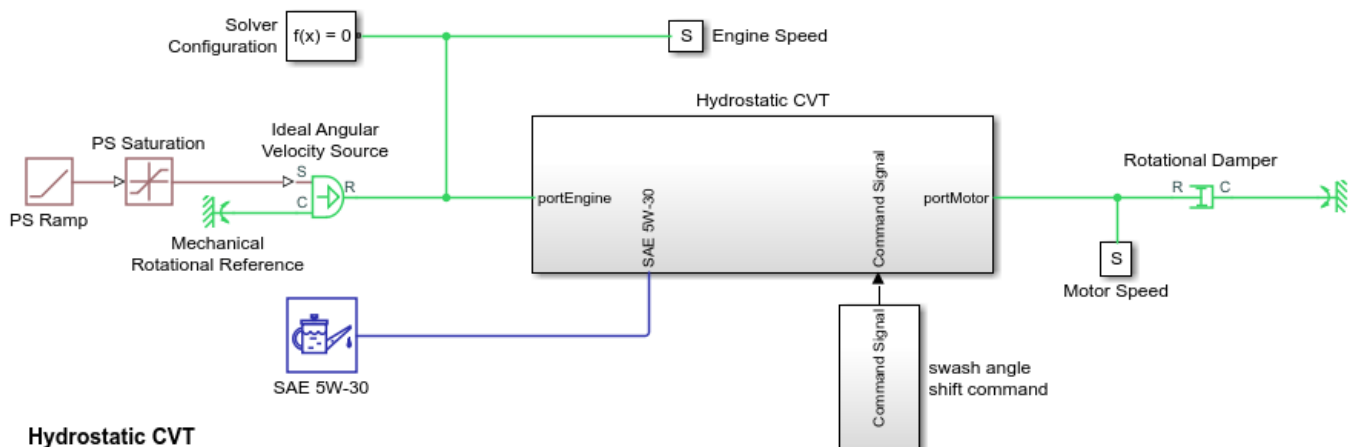 Solver
Configuration
f(x) = 0
S
Engine Speed
Hydrostatic CVT
PS Saturation
Ideal Angular
Velocity Source
S
C
R
PS Ramp
Mechanical
Rotational Reference
portEngine
SAE 5W-30
Command Signal
portMotor
Rotational Damper
R
C
S
Motor Speed
SAE 5W-30
Command Signal
swash angle
shift command
Hydrostatic CVT